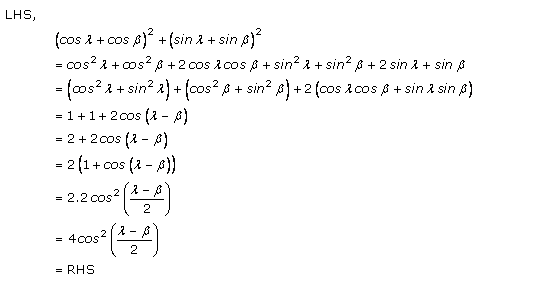 LHS,
(cos λ + cos β)² + (sin λ + sin β)²
= cos² λ + cos² β + 2 cos λ cos β + sin² λ + sin² β + 2 sin λ + sin β
= (cos² λ + sin² λ) + (cos² β + sin² β) + 2 (cos λ cos β + sin λ sin β)
= 1 + 1 + 2 cos (λ − β)
= 2 + 2 cos (λ − β)
= 2 (1 + cos (λ − β))
= 2.2 cos² ((λ − β)/2)
= 4cos² ((λ − β)/2)
= RHS